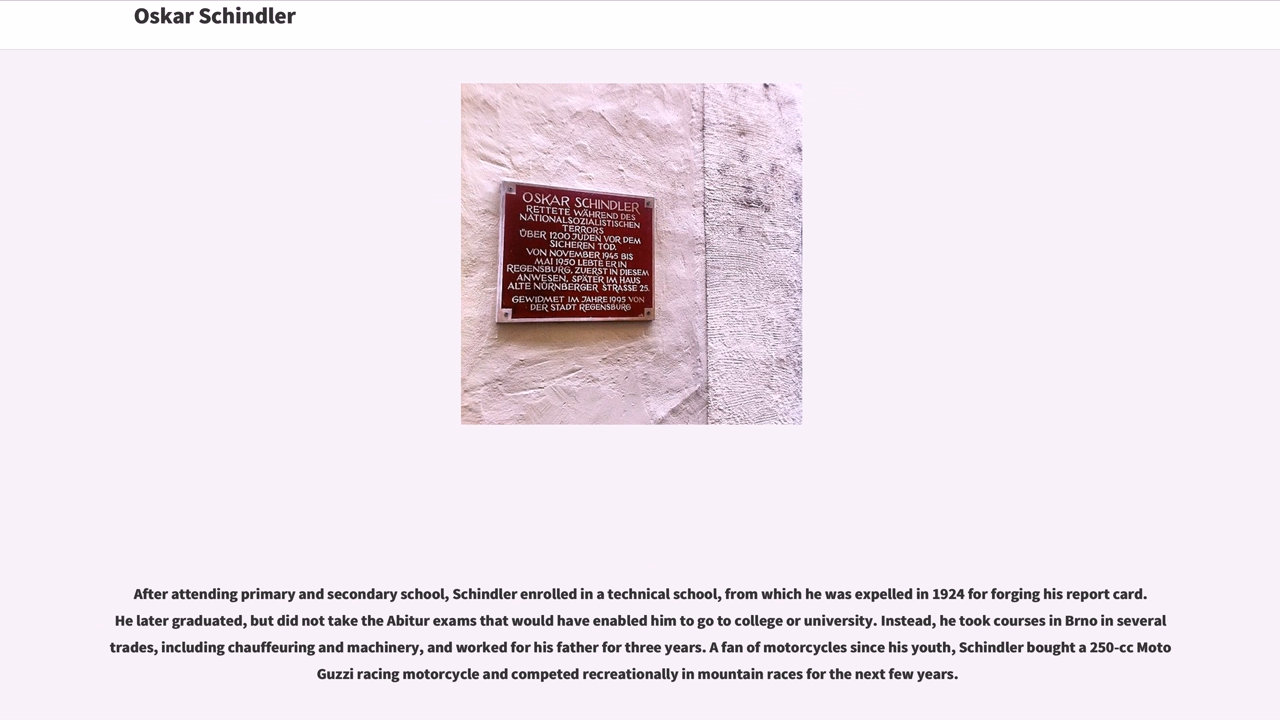 Oskar Schindler
OSKAR SCHINDLER
RETTETE WÄHREND DES
NATIONALSOZIALISTISCHEN
TERRORS
ÜBER 1200 JUDEN VOR DEM
SICHEREN TOD.
VON NOVEMBER 1945 BIS
MAI 1950 LEBTE ER IN
REGENSBURG, ZUERST IN DIESEM
ANWESEN, SPÄTER IM HAUS
ALTE NÜRNBERGER STRASSE 25.
GEWIDMET IM JAHRE 1995 VON
DER STADT REGENSBURG
After attending primary and secondary school, Schindler enrolled in a technical school, from which he was expelled in 1924 for forging his report card.
He later graduated, but did not take the Abitur exams that would have enabled him to go to college or university. Instead, he took courses in Brno in several
trades, including chauffeuring and machinery, and worked for his father for three years. A fan of motorcycles since his youth, Schindler bought a 250-cc Moto
Guzzi racing motorcycle and competed recreationally in mountain races for the next few years.